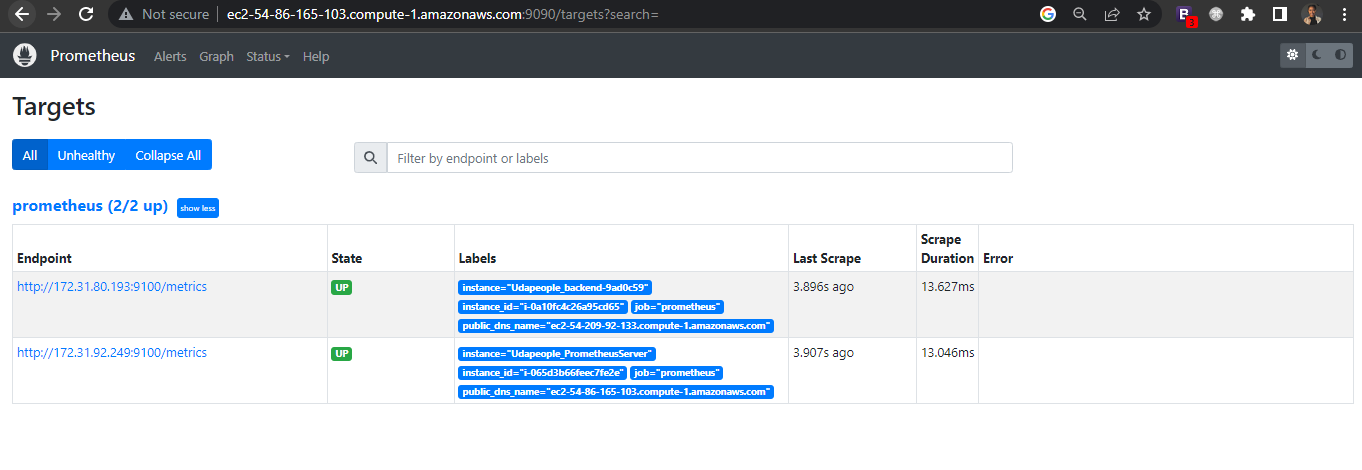 Not secure | ec2-54-86-165-103.compute-1.amazonaws.com:9090/targets?search=
B 3
Prometheus Alerts Graph Status Help
Targets
All Unhealthy Collapse All
Filter by endpoint or labels
prometheus (2/2 up) show less
Endpoint State Labels Last Scrape Scrape Duration Error
http://172.31.80.193:9100/metrics UP instance="Udapeople_backend-9ad0c59" 3.896s ago 13.627ms
instance_id="i-0a10fc4c26a95cd65" job="prometheus"
public_dns_name="ec2-54-209-92-133.compute-1.amazonaws.com"
http://172.31.92.249:9100/metrics UP instance="Udapeople_PrometheusServer" 3.907s ago 13.046ms
instance_id="i-065d3b66feec7fe2e" job="prometheus"
public_dns_name="ec2-54-86-165-103.compute-1.amazonaws.com"